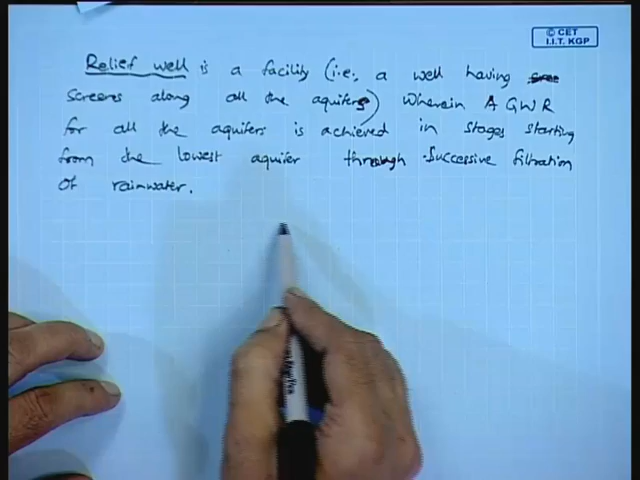 © CET
I.I.T. KGP
Relief well is a facility (i.e., a well having
screens along all the aquifers) wherein AGWR
for all the aquifers is achieved in stages starting
from the lowest aquifer through successive filtration
of rainwater.